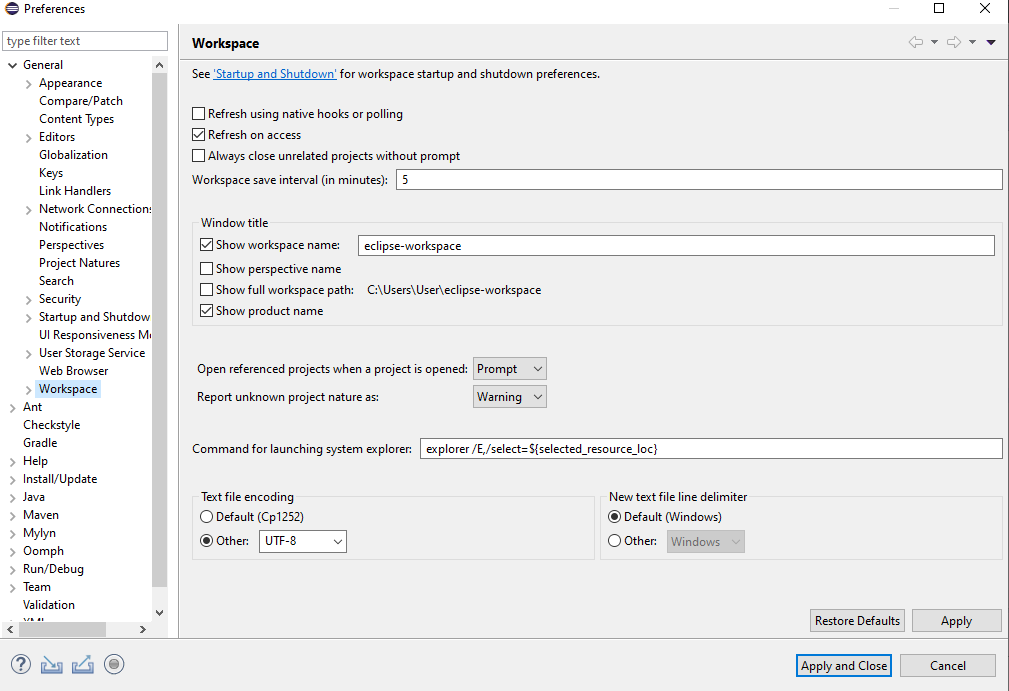 Preferences
type filter text
General
Appearance
Compare/Patch
Content Types
Editors
Globalization
Keys
Link Handlers
Network Connections
Notifications
Perspectives
Project Natures
Search
Security
Startup and Shutdow
UI Responsiveness Mo
User Storage Service
Web Browser
Workspace
Ant
Checkstyle
Gradle
Help
Install/Update
Java
Maven
Mylyn
Oomph
Run/Debug
Team
Validation
XML
Workspace
See 'Startup and Shutdown' for workspace startup and shutdown preferences.
Refresh using native hooks or polling
Refresh on access
Always close unrelated projects without prompt
Workspace save interval (in minutes): 5
Window title
Show workspace name: eclipse-workspace
Show perspective name
Show full workspace path: C:\Users\User\eclipse-workspace
Show product name
Open referenced projects when a project is opened: Prompt
Report unknown project nature as: Warning
Command for launching system explorer: explorer /E,/select=${selected_resource_loc}
Text file encoding
Default (Cp1252)
Other: UTF-8
New text file line delimiter
Default (Windows)
Other: Windows
Restore Defaults Apply
? Apply and Close Cancel